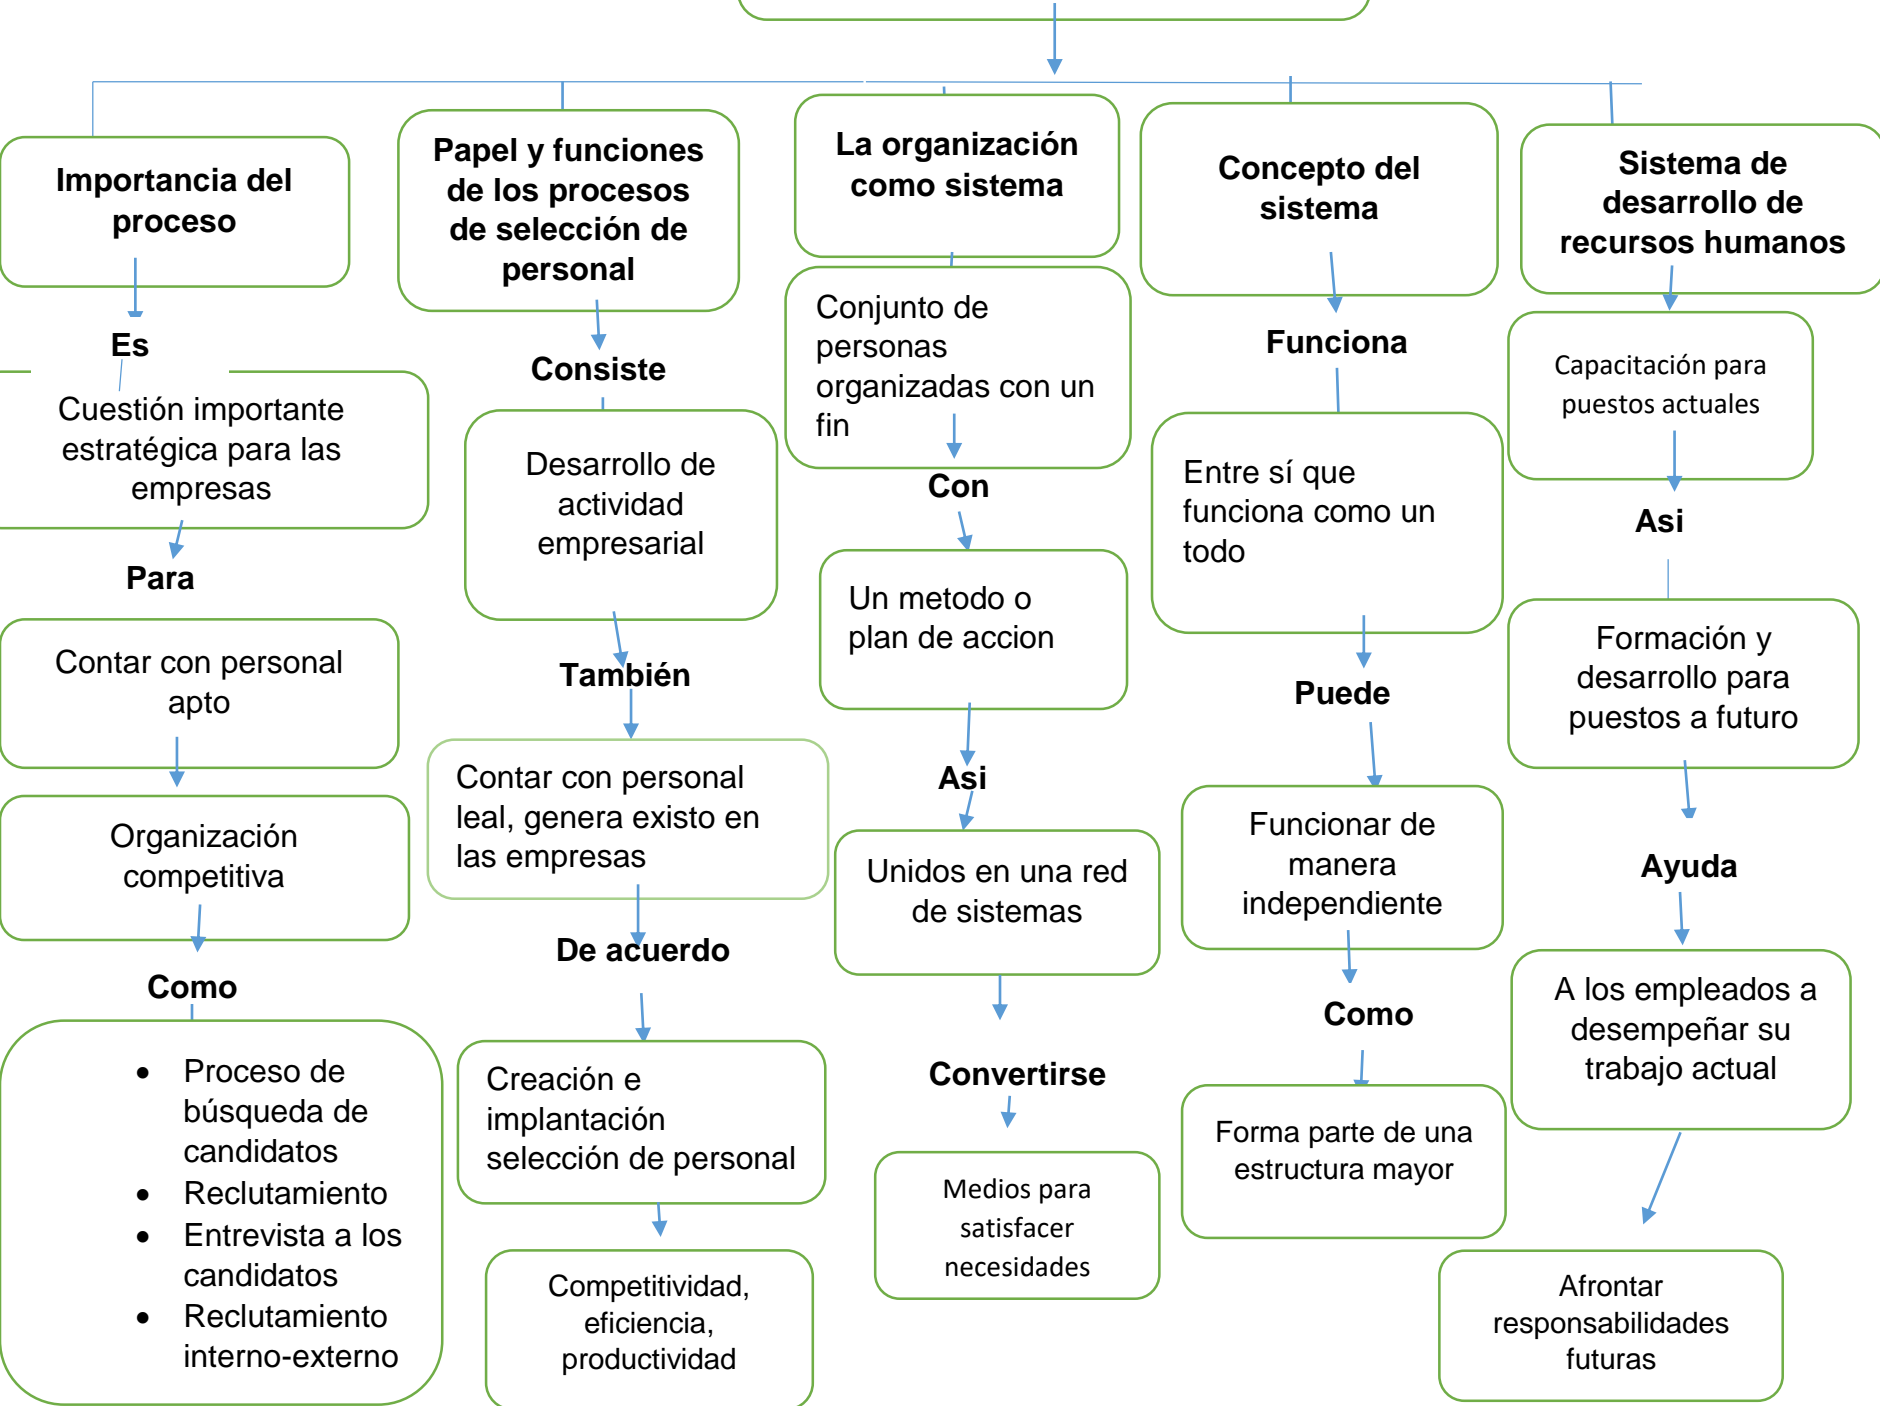 Importancia del
proceso
Es
Cuestión importante
estratégica para las
empresas
Para
Contar con personal
apto
Organización
competitiva
Como
• Proceso de
búsqueda de
candidatos
• Reclutamiento
• Entrevista a los
candidatos
• Reclutamiento
interno-externo
Papel y funciones
de los procesos
de selección de
personal
Consiste
Desarrollo de
actividad
empresarial
También
Contar con personal
leal, genera existo en
las empresas
De acuerdo
Creación e
implantación
selección de personal
Competitividad,
eficiencia,
productividad
La organización
como sistema
Conjunto de
personas
organizadas con un
fin
Con
Un metodo o
plan de accion
Asi
Unidos en una red
de sistemas
Convertirse
Medios para
satisfacer
necesidades
Concepto del
sistema
Funciona
Entre sí que
funciona como un
todo
Puede
Funcionar de
manera
independiente
Como
Forma parte de una
estructura mayor
Sistema de
desarrollo de
recursos humanos
Capacitación para
puestos actuales
Asi
Formación y
desarrollo para
puestos a futuro
Ayuda
A los empleados a
desempeñar su
trabajo actual
Afrontar
responsabilidades
futuras